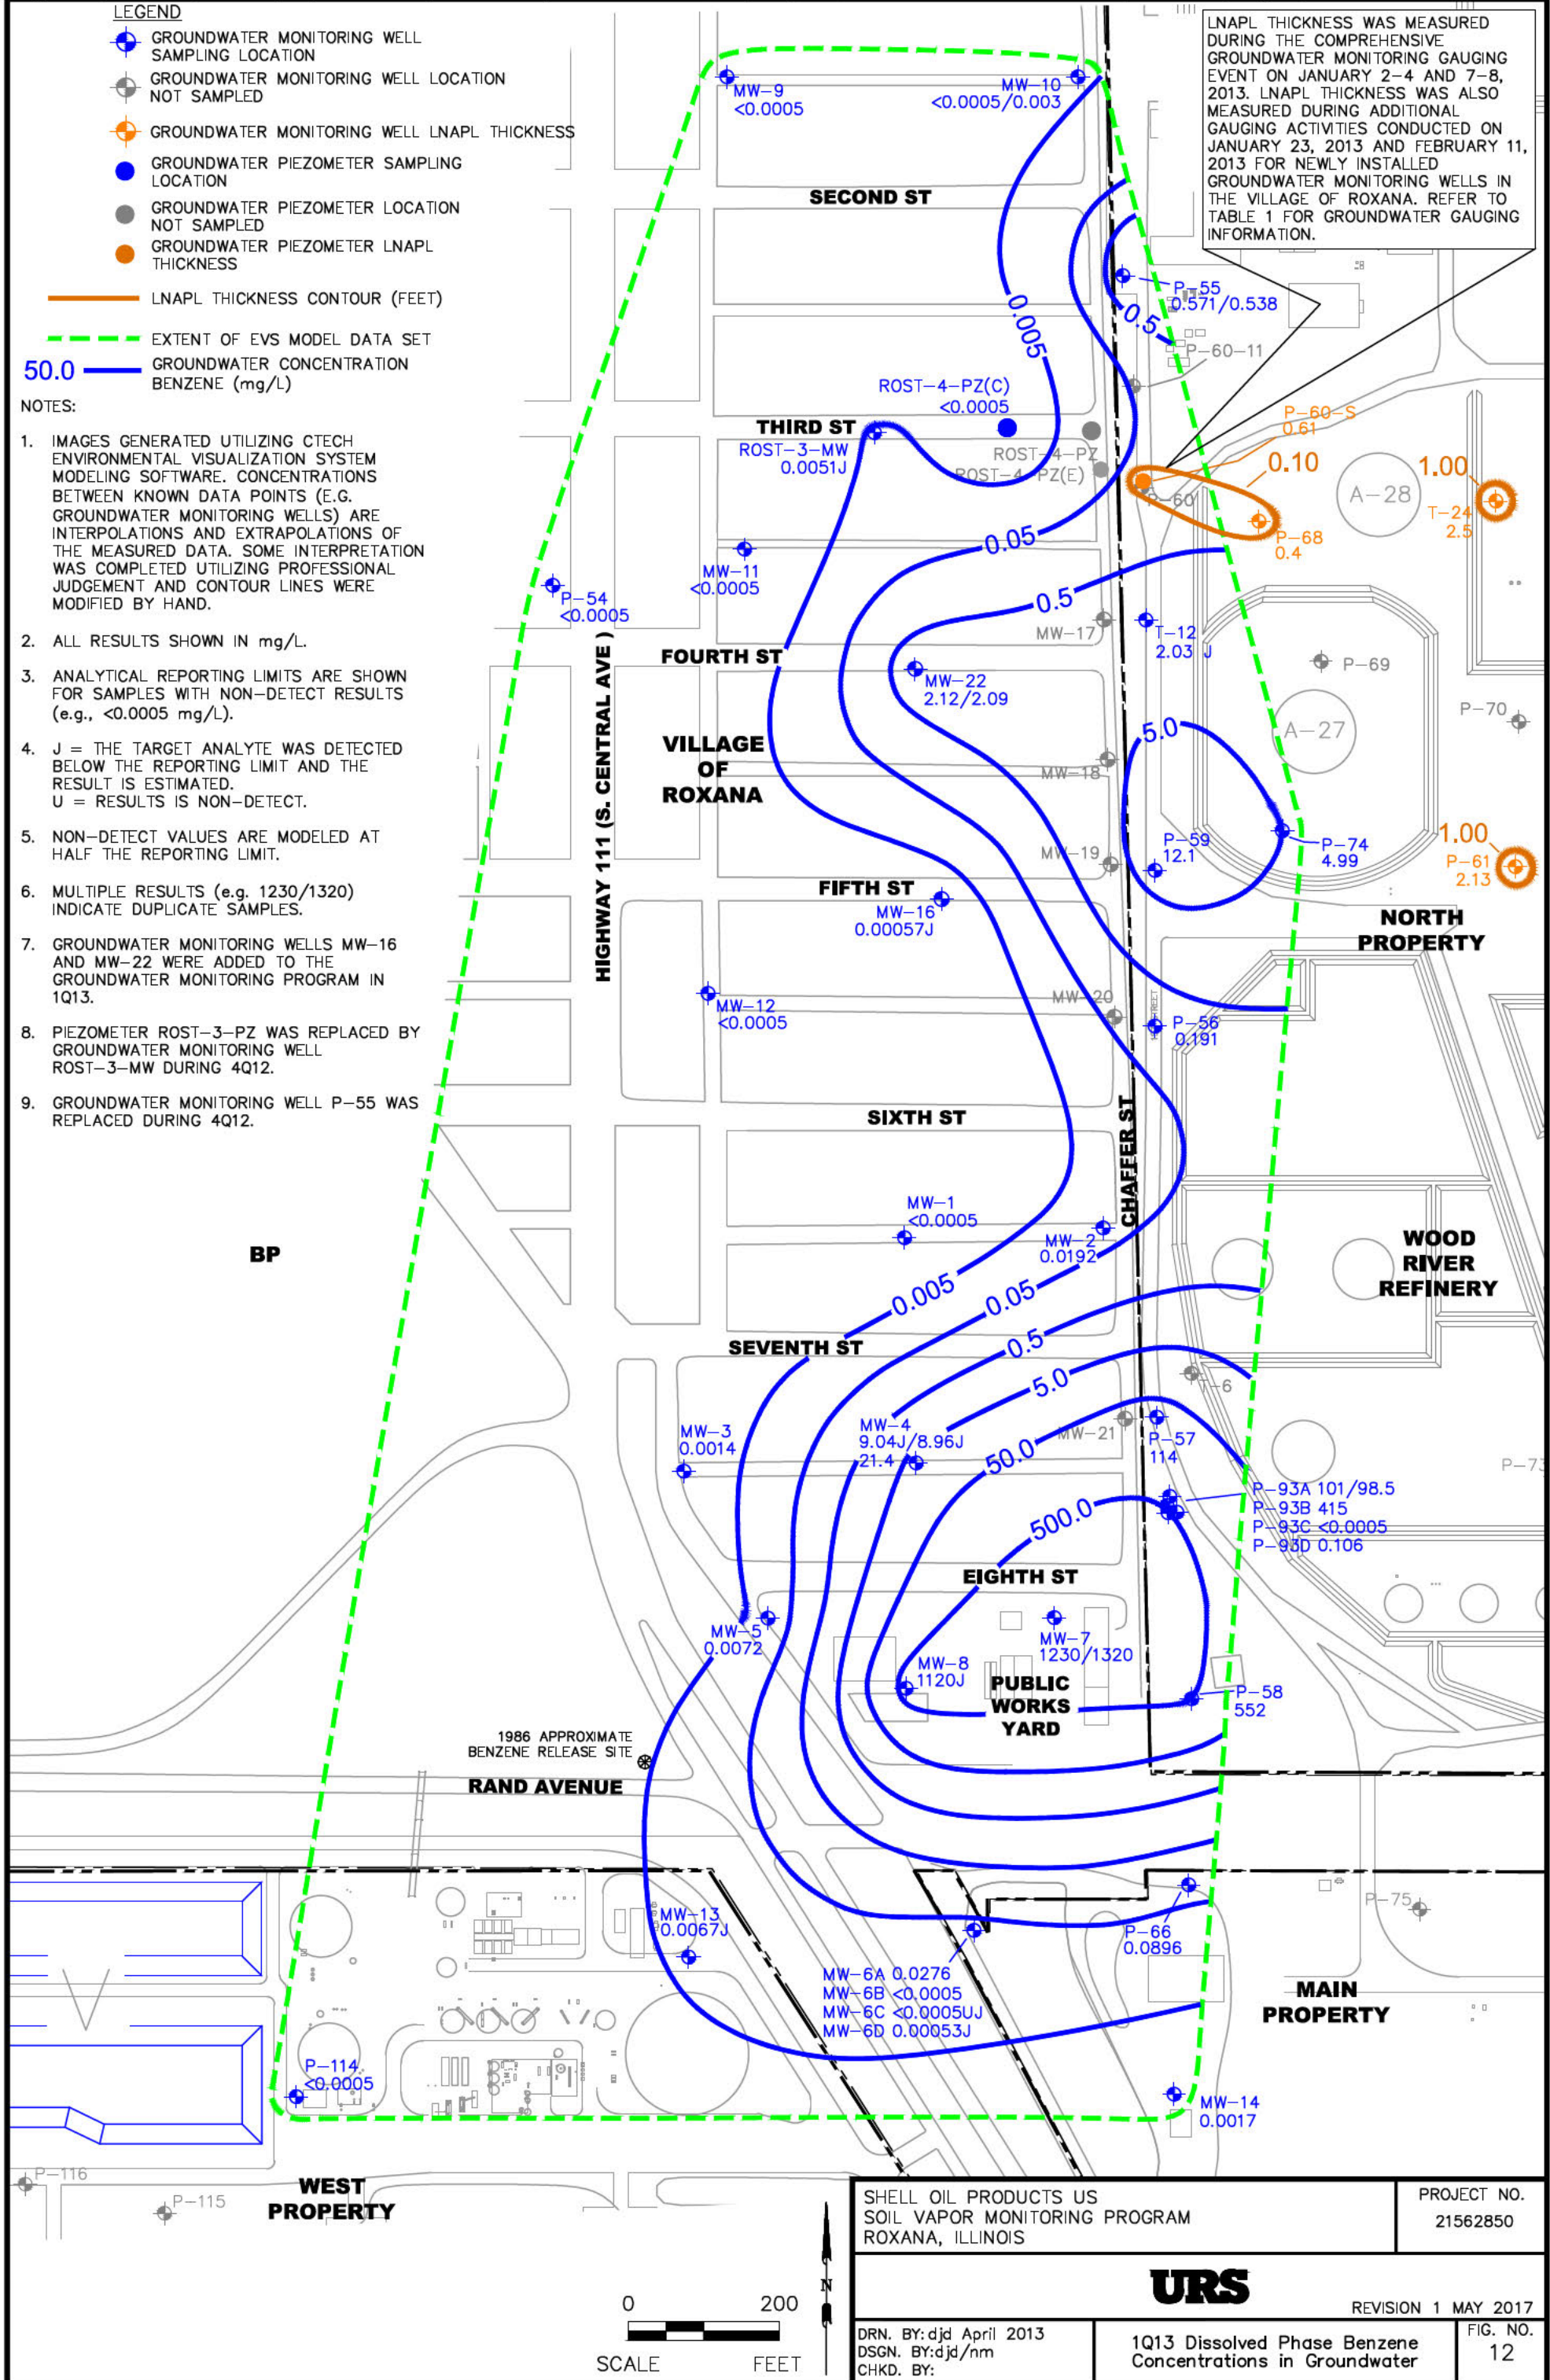 LEGEND
GROUNDWATER MONITORING WELL
SAMPLING LOCATION
GROUNDWATER MONITORING WELL LOCATION
NOT SAMPLED
GROUNDWATER MONITORING WELL LNAPL THICKNESS
GROUNDWATER PIEZOMETER SAMPLING
LOCATION
GROUNDWATER PIEZOMETER LOCATION
NOT SAMPLED
GROUNDWATER PIEZOMETER LNAPL
THICKNESS
LNAPL THICKNESS CONTOUR (FEET)
EXTENT OF EVS MODEL DATA SET
50.0
GROUNDWATER CONCENTRATION
BENZENE (mg/L)
NOTES:
1. IMAGES GENERATED UTILIZING CTECH
ENVIRONMENTAL VISUALIZATION SYSTEM
MODELING SOFTWARE. CONCENTRATIONS
BETWEEN KNOWN DATA POINTS (E.G.
GROUNDWATER MONITORING WELLS) ARE
INTERPOLATIONS AND EXTRAPOLATIONS OF
THE MEASURED DATA. SOME INTERPRETATION
WAS COMPLETED UTILIZING PROFESSIONAL
JUDGEMENT AND CONTOUR LINES WERE
MODIFIED BY HAND.
2. ALL RESULTS SHOWN IN mg/L.
3. ANALYTICAL REPORTING LIMITS ARE SHOWN
FOR SAMPLES WITH NON-DETECT RESULTS
(e.g., <0.0005 mg/L).
4. J = THE TARGET ANALYTE WAS DETECTED
BELOW THE REPORTING LIMIT AND THE
RESULT IS ESTIMATED.
U = RESULTS IS NON-DETECT.
5. NON-DETECT VALUES ARE MODELED AT
HALF THE REPORTING LIMIT.
6. MULTIPLE RESULTS (e.g. 1230/1320)
INDICATE DUPLICATE SAMPLES.
7. GROUNDWATER MONITORING WELLS MW-16
AND MW-22 WERE ADDED TO THE
GROUNDWATER MONITORING PROGRAM IN
1Q13.
8. PIEZOMETER ROST-3-PZ WAS REPLACED BY
GROUNDWATER MONITORING WELL
ROST-3-MW DURING 4Q12.
9. GROUNDWATER MONITORING WELL P-55 WAS
REPLACED DURING 4Q12.
LNAPL THICKNESS WAS MEASURED
DURING THE COMPREHENSIVE
GROUNDWATER MONITORING GAUGING
EVENT ON JANUARY 2-4 AND 7-8,
2013. LNAPL THICKNESS WAS ALSO
MEASURED DURING ADDITIONAL
GAUGING ACTIVITIES CONDUCTED ON
JANUARY 23, 2013 AND FEBRUARY 11,
2013 FOR NEWLY INSTALLED
GROUNDWATER MONITORING WELLS IN
THE VILLAGE OF ROXANA. REFER TO
TABLE 1 FOR GROUNDWATER GAUGING
INFORMATION.
MW-9
<0.0005
MW-10
<0.0005/0.003
SECOND ST
P-55
0.571/0.538
0.5
0.005
P-60-11
ROST-4-PZ(C)
<0.0005
THIRD ST
ROST-3-MW
0.0051J
ROST-4-PZ
ROST-4-PZ(E)
P-60-S
0.61
0.10
P-60
P-68
0.4
A-28
1.00
T-24
2.5
0.05
MW-11
<0.0005
P-54
<0.0005
0.5
MW-17
T-12
2.03 J
FOURTH ST
MW-22
2.12/2.09
P-69
P-70
A-27
5.0
VILLAGE
OF
ROXANA
HIGHWAY 111 (S. CENTRAL AVE )
MW-18
MW-19
P-59
12.1
P-74
4.99
1.00
P-61
2.13
FIFTH ST
MW-16
0.00057J
NORTH
PROPERTY
MW-12
<0.0005
MW-20
P-56
0.191
SIXTH ST
CHAFFER ST
MW-1
<0.0005
MW-2
0.0192
BP
WOOD
RIVER
REFINERY
0.005
0.05
0.5
5.0
SEVENTH ST
T-6
MW-3
0.0014
MW-4
9.04J/8.96J
21.4
MW-21
50.0
P-57
114
P-73
P-93A 101/98.5
P-93B 415
P-93C <0.0005
P-93D 0.106
500.0
EIGHTH ST
MW-5
0.0072
MW-7
1230/1320
MW-8
1120J
PUBLIC
WORKS
YARD
P-58
552
1986 APPROXIMATE
BENZENE RELEASE SITE
RAND AVENUE
MW-13
0.0067J
P-66
0.0896
P-75
MW-6A 0.0276
MW-6B <0.0005
MW-6C <0.0005UJ
MW-6D 0.00053J
MAIN
PROPERTY
P-114
<0.0005
MW-14
0.0017
P-116
P-115
WEST
PROPERTY
N
0 200
SCALE FEET
SHELL OIL PRODUCTS US
SOIL VAPOR MONITORING PROGRAM
ROXANA, ILLINOIS
PROJECT NO.
21562850
URS
REVISION 1 MAY 2017
DRN. BY: djd April 2013
DSGN. BY: djd/nm
CHKD. BY:
1Q13 Dissolved Phase Benzene
Concentrations in Groundwater
FIG. NO.
12